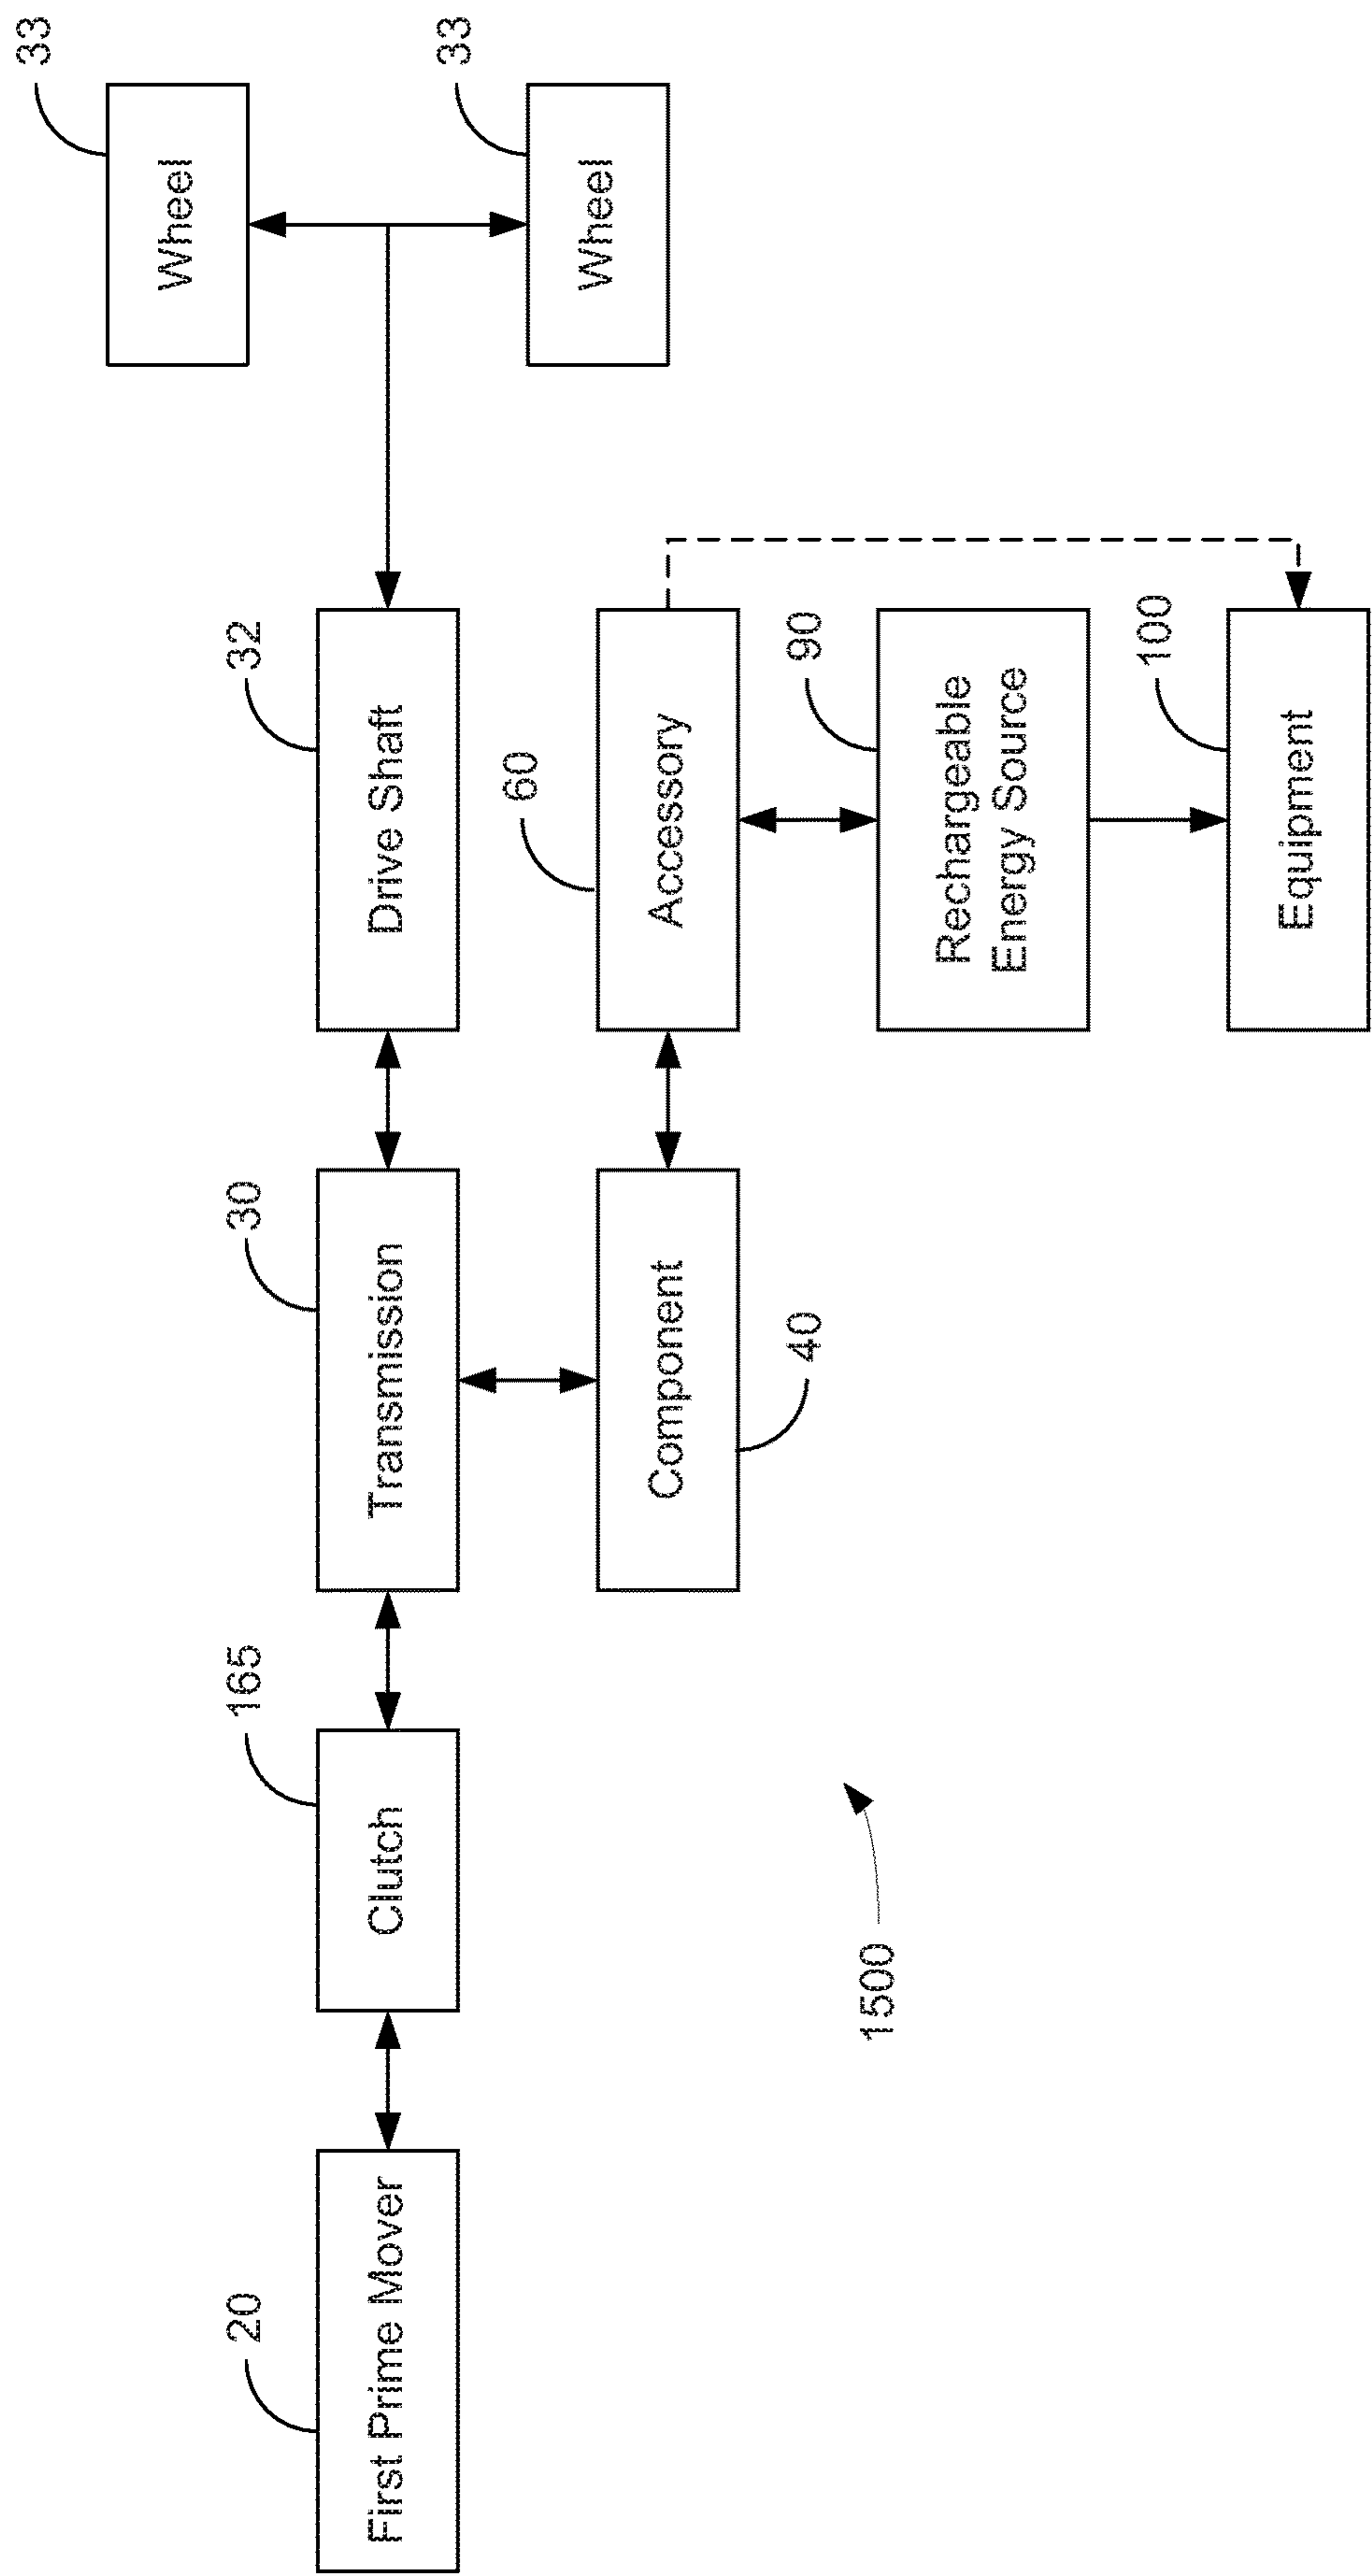 33
Wheel
33
Wheel
32
Drive Shaft
60
Accessory
90
Rechargeable
Energy Source
100
Equipment
30
Transmission
Component
40
165
Clutch
20
First Prime Mover
1500